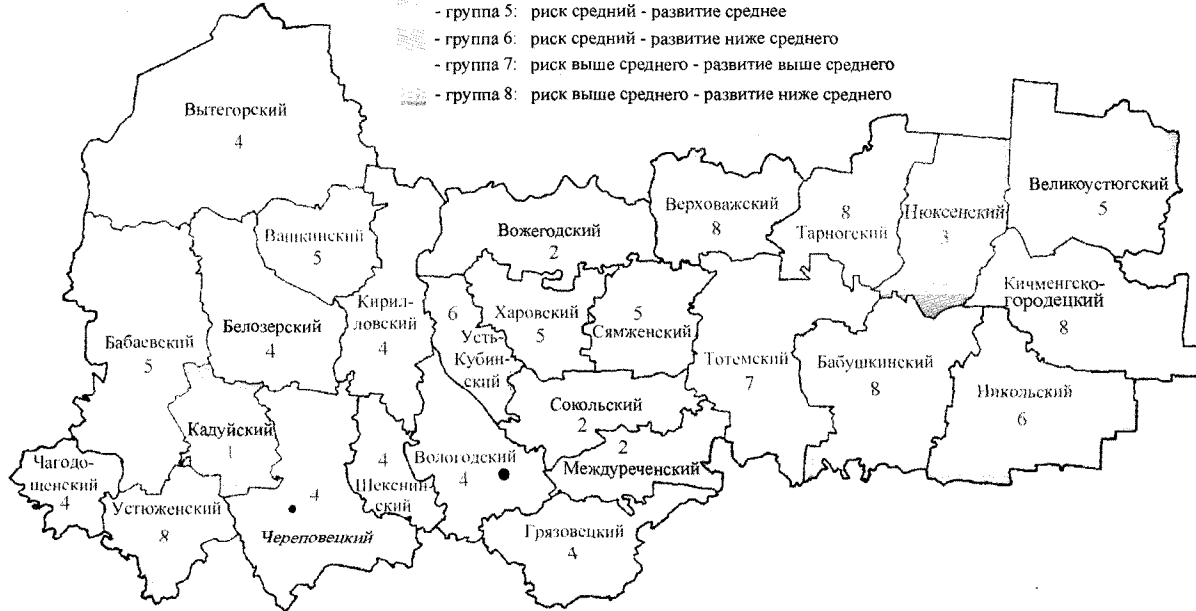 - группа 5: риск средний - развитие среднее
- группа 6: риск средний - развитие ниже среднего
- группа 7: риск выше среднего - развитие выше среднего
- группа 8: риск выше среднего - развитие ниже среднего
Вытегорский
4
Великоустюгский
5
Верховажский
8
8
Тарногский
Нюксенский
3
Вашкинский
5
Вожегодский
2
Кичменгско-
городецкий
8
Кирил-
ловский
4
6
Усть-
Кубин-
ский
Харовский
5
5
Сямженский
Белозерский
4
Бабаевский
5
Тотемский
7
Бабушкинский
8
Никольский
6
Сокольский
2
2
Междуреченский
Кадуйский
1
Чагодо-
щенский
4
Устюженский
8
4
Череповецкий
4
Шекснин-
ский
Вологодский
4
Грязовецкий
4